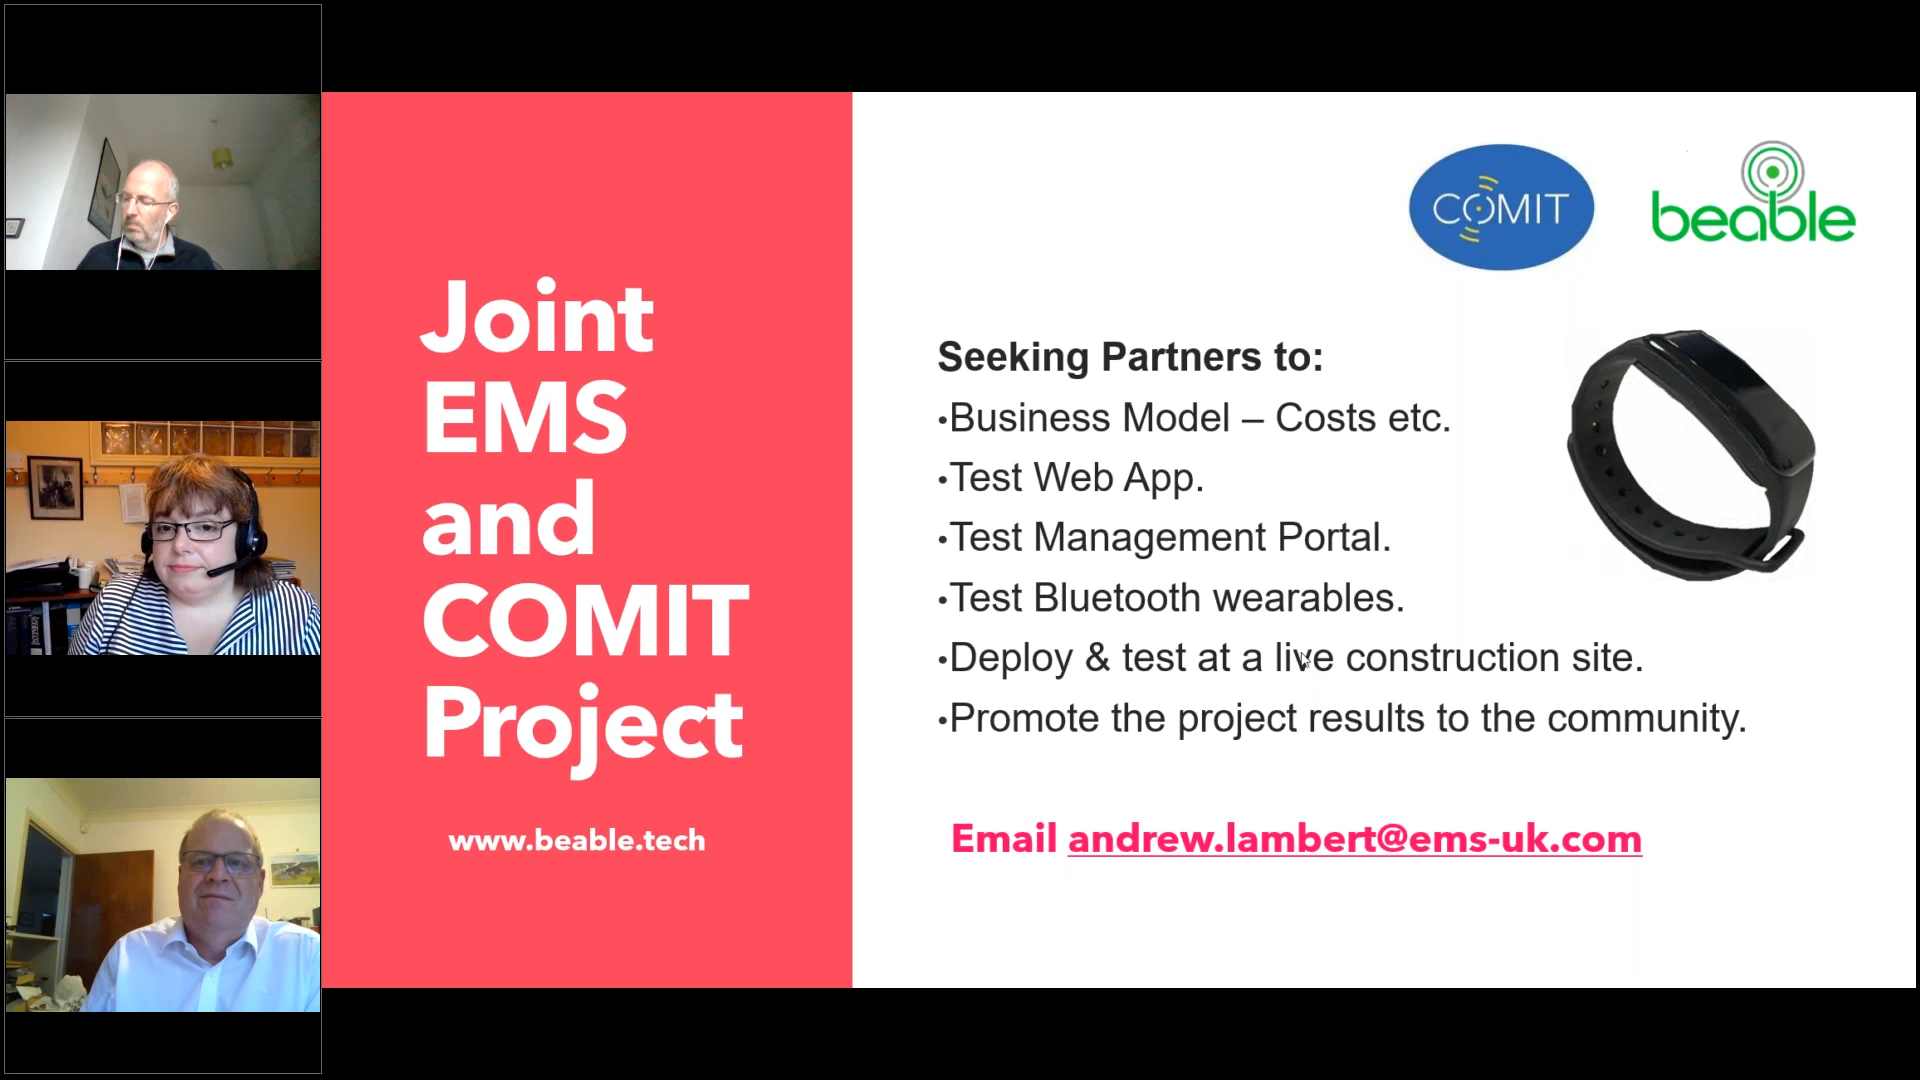 Joint
EMS
and
COMIT
Project
www.beable.tech
COMIT
beable
Seeking Partners to:
•Business Model – Costs etc.
•Test Web App.
•Test Management Portal.
•Test Bluetooth wearables.
•Deploy & test at a live construction site.
•Promote the project results to the community.
Email andrew.lambert@ems-uk.com